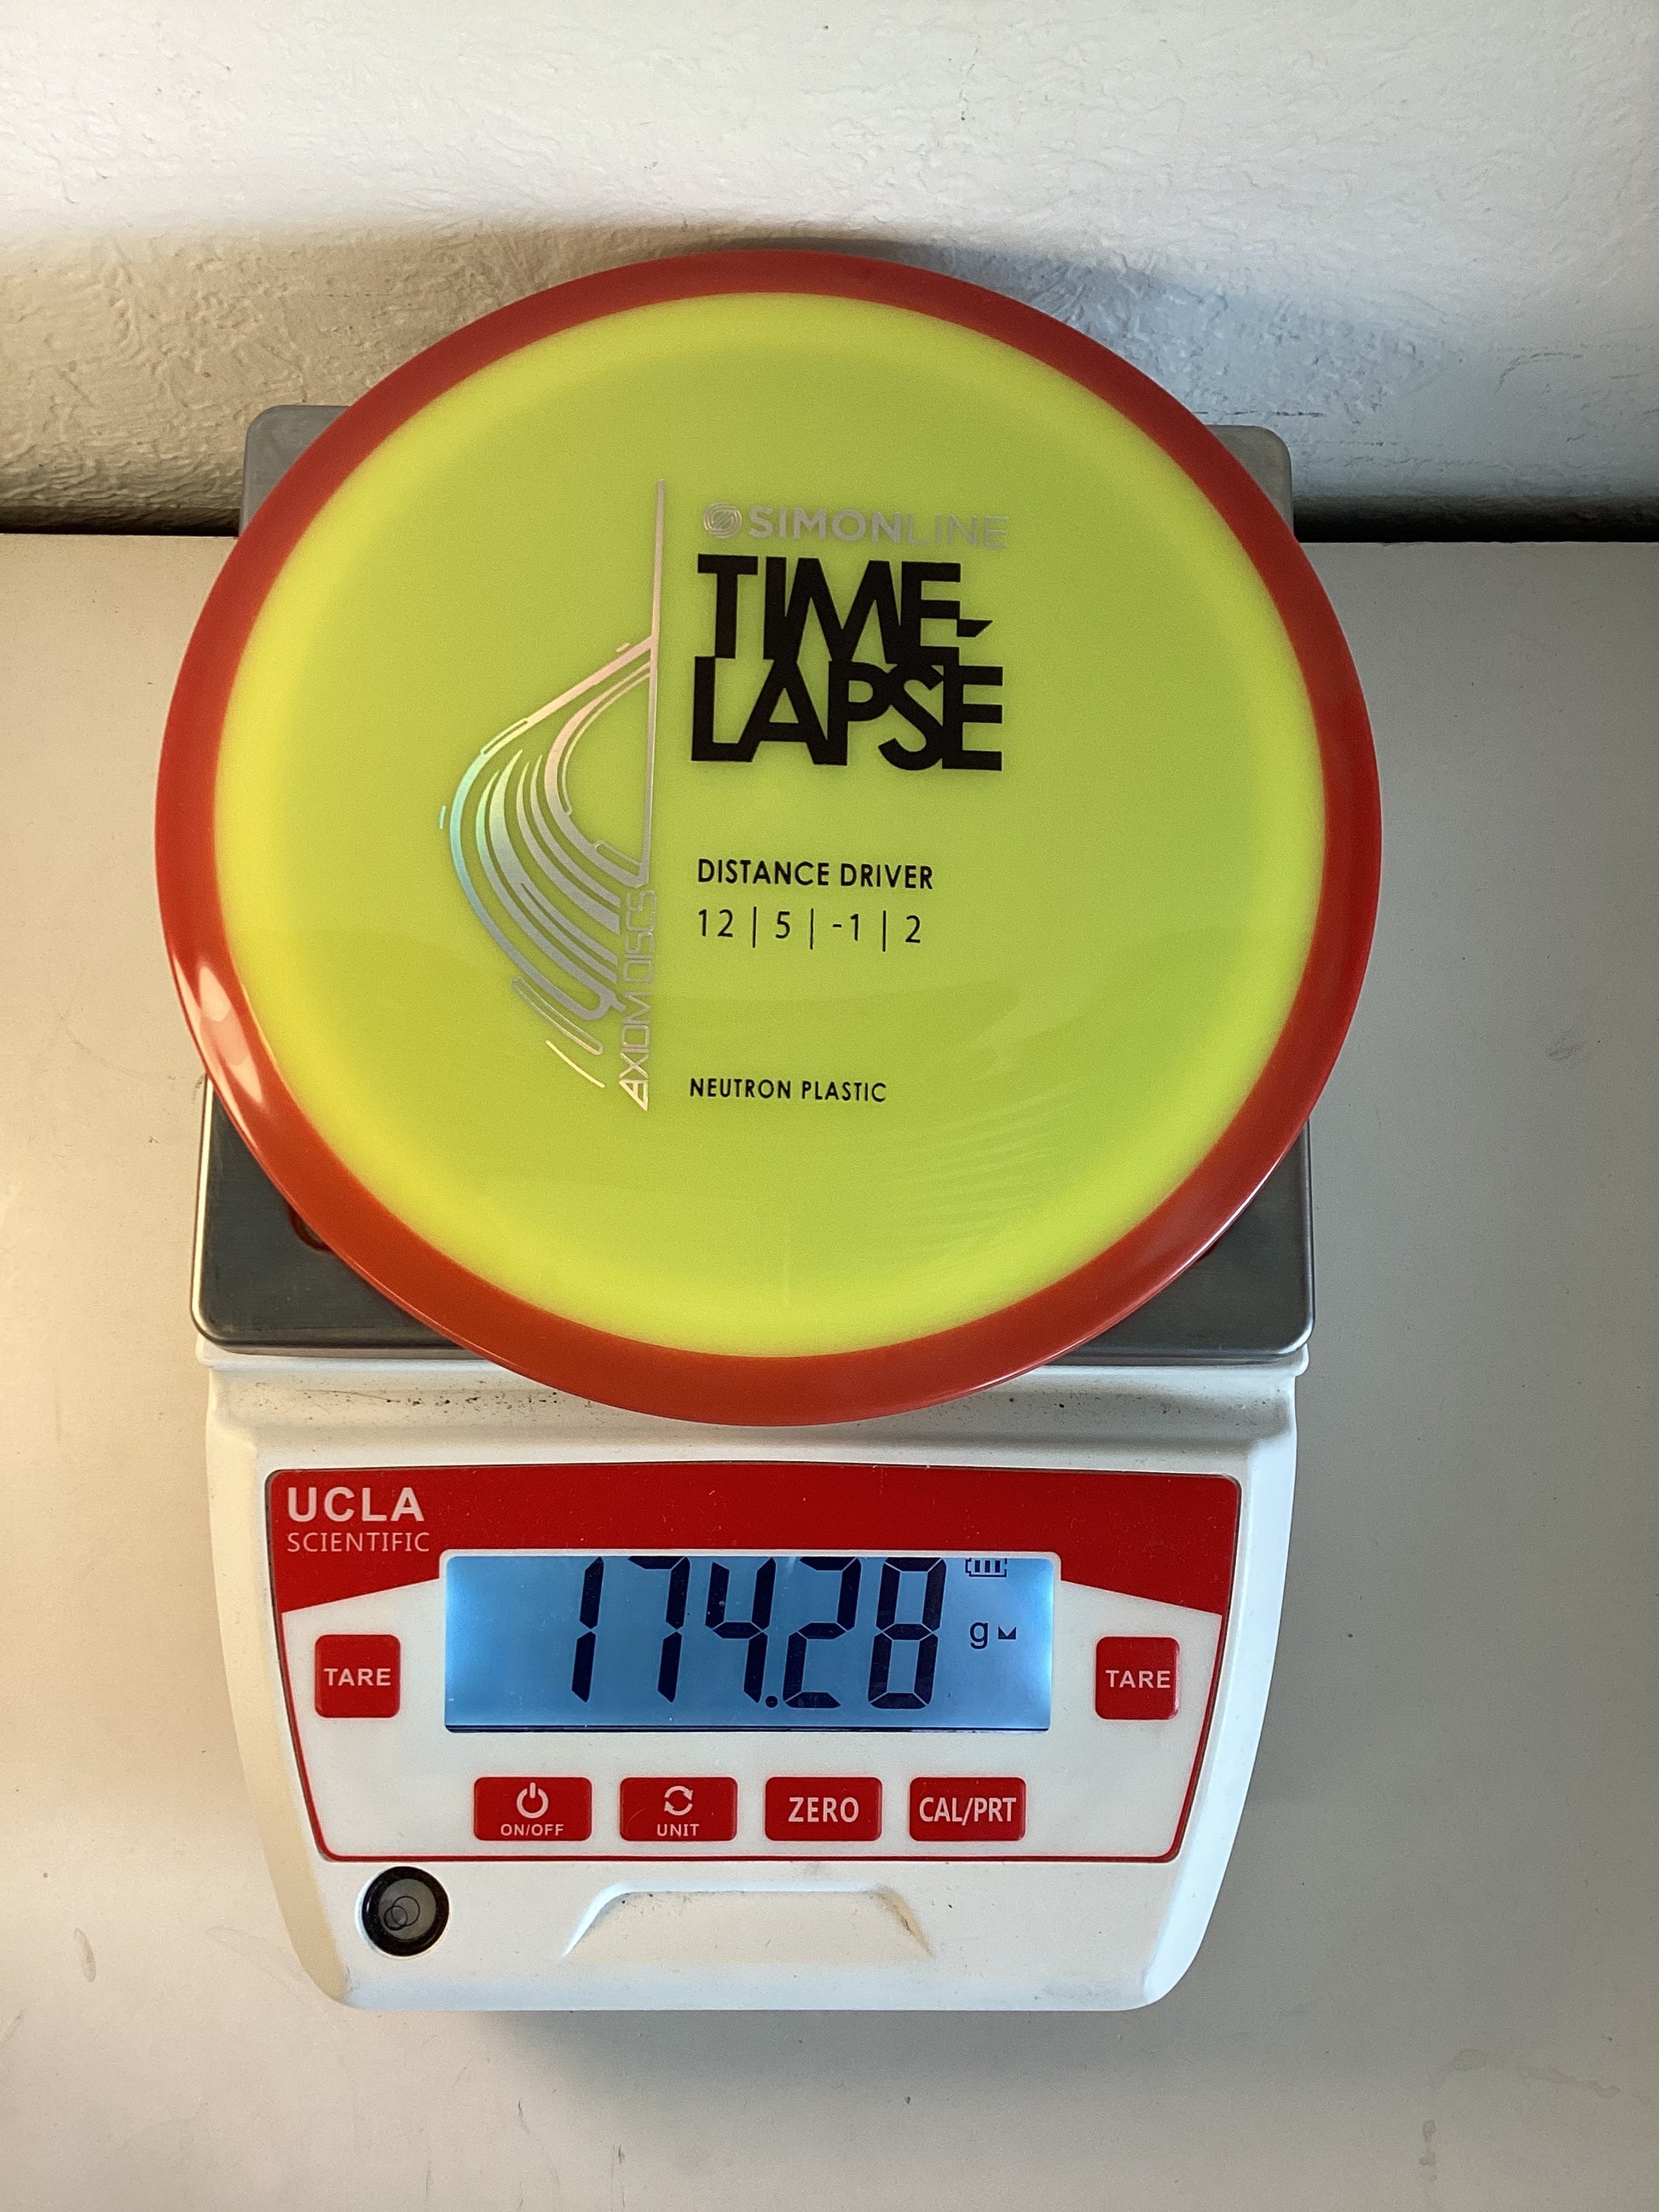 SIMONLINE
TIME-
LAPSE
DISTANCE DRIVER
12 | 5 | -1 | 2
AXIOM DISCS
NEUTRON PLASTIC
UCLA
SCIENTIFIC
174.28 g
TARE
TARE
ON/OFF
UNIT
ZERO
CAL/PRT